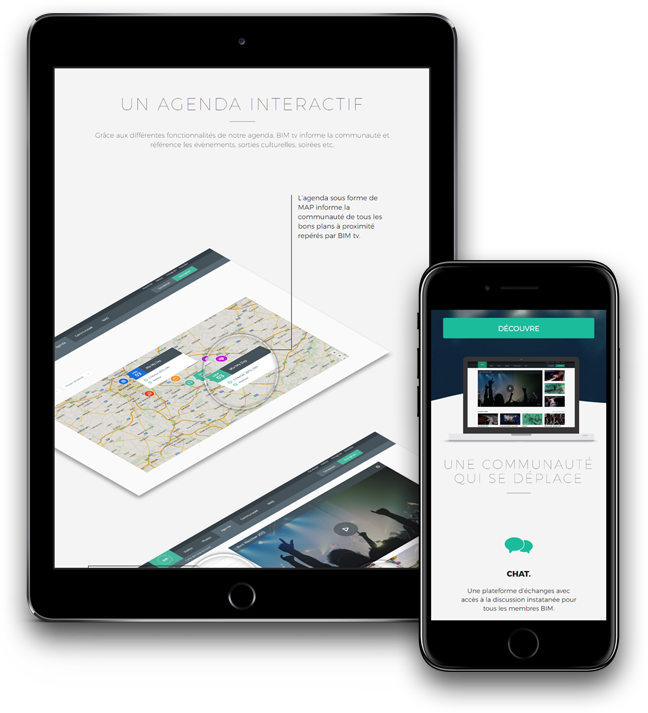 UN AGENDA INTERACTIF
Grâce aux différentes fonctionnalités de notre agenda, BIM tv informe la communauté et
référence les évènements, sorties culturelles, soirées etc.
L'agenda sous forme de
MAP informe la
communauté de tous les
bons plans à proximité
repérés par BIM tv.
DÉCOUVRE
UNE COMMUNAUTÉ
QUI SE DÉPLACE
CHAT.
Une plateforme d'échanges avec
accès à la discussion instatanée pour
tous les membres BIM.